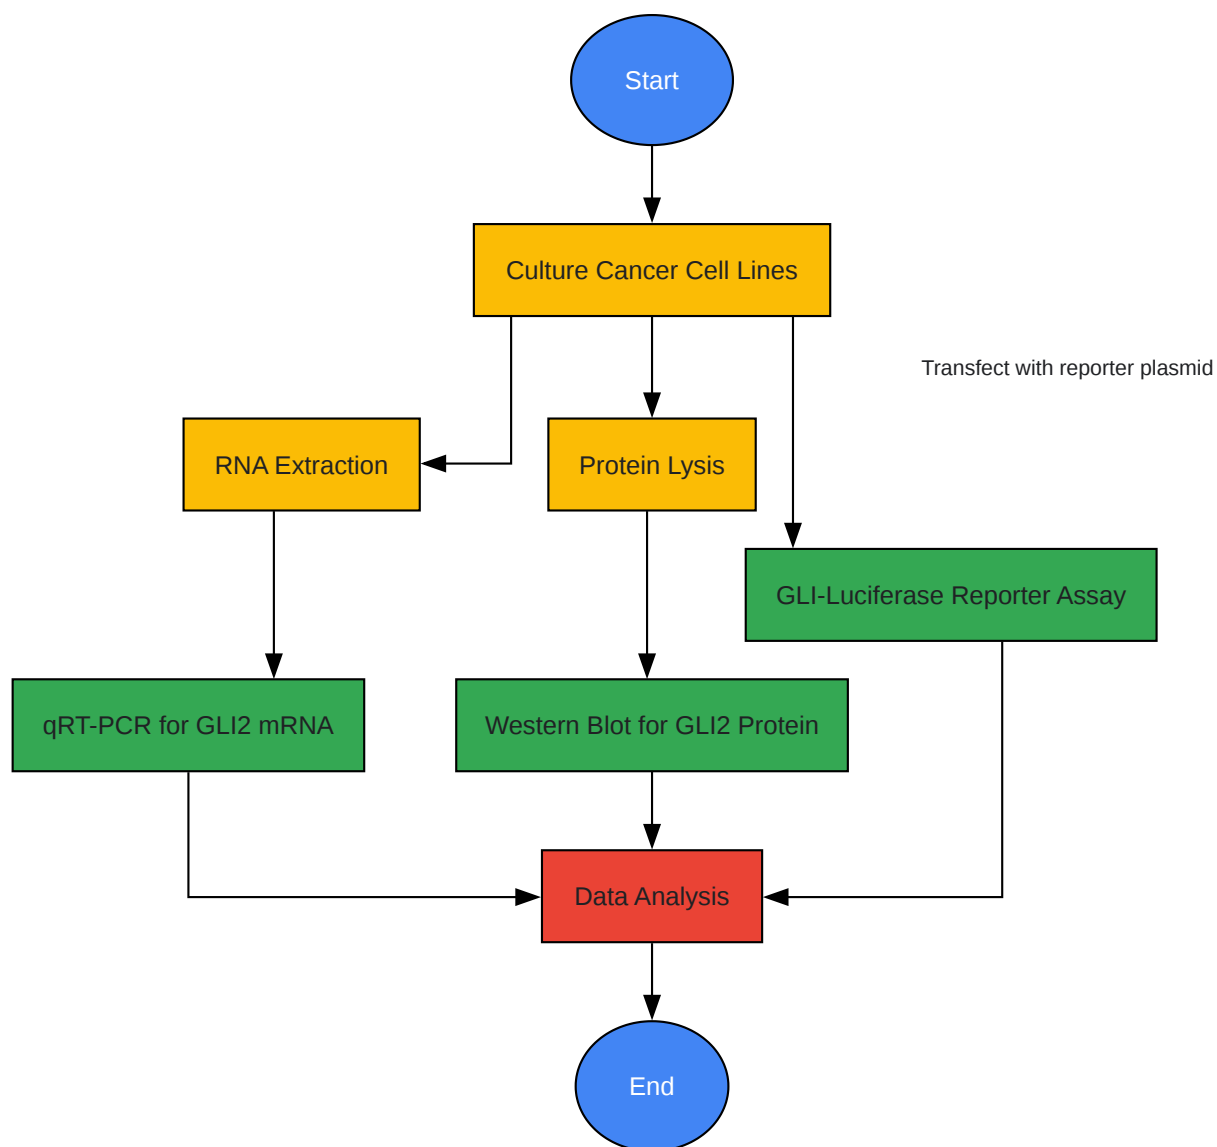 Start
Culture Cancer Cell Lines
Transfect with reporter plasmid
RNA Extraction
Protein Lysis
GLI-Luciferase Reporter Assay
qRT-PCR for GLI2 mRNA
Western Blot for GLI2 Protein
Data Analysis
End